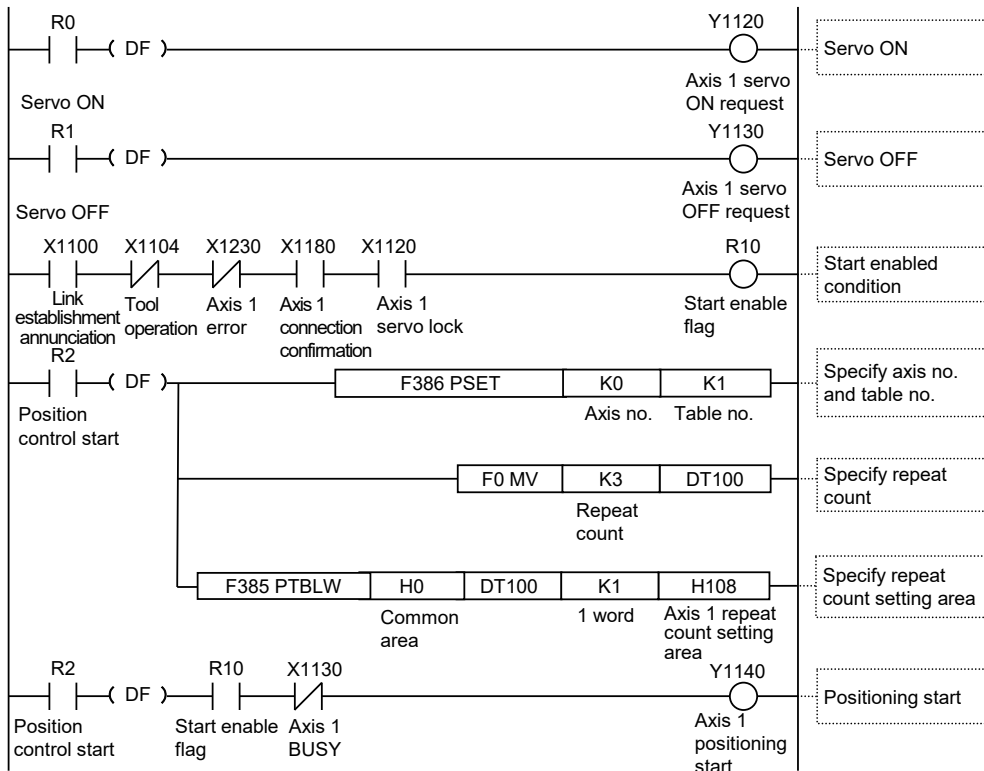 R0
Y1120
( DF )
Servo ON
Axis 1 servo
ON request
Servo ON
R1
Y1130
( DF )
Servo OFF
Axis 1 servo
OFF request
Servo OFF
X1100 X1104 X1230 X1180 X1120
R10
Start enabled
condition
Link
establishment
annunciation
Tool
operation
Axis 1
error
Axis 1
connection
confirmation
Axis 1
servo lock
Start enable
flag
R2
( DF )
F386 PSET K0 K1
Specify axis no.
and table no.
Position
control start
Axis no. Table no.
F0 MV K3 DT100
Specify repeat
count
Repeat
count
F385 PTBLW H0 DT100 K1 H108
Specify repeat
count setting area
Common
area
1 word
Axis 1 repeat
count setting
area
R2
R10
X1130
Y1140
( DF )
Positioning start
Position
control start
Start enable
flag
Axis 1
BUSY
Axis 1
positioning
start